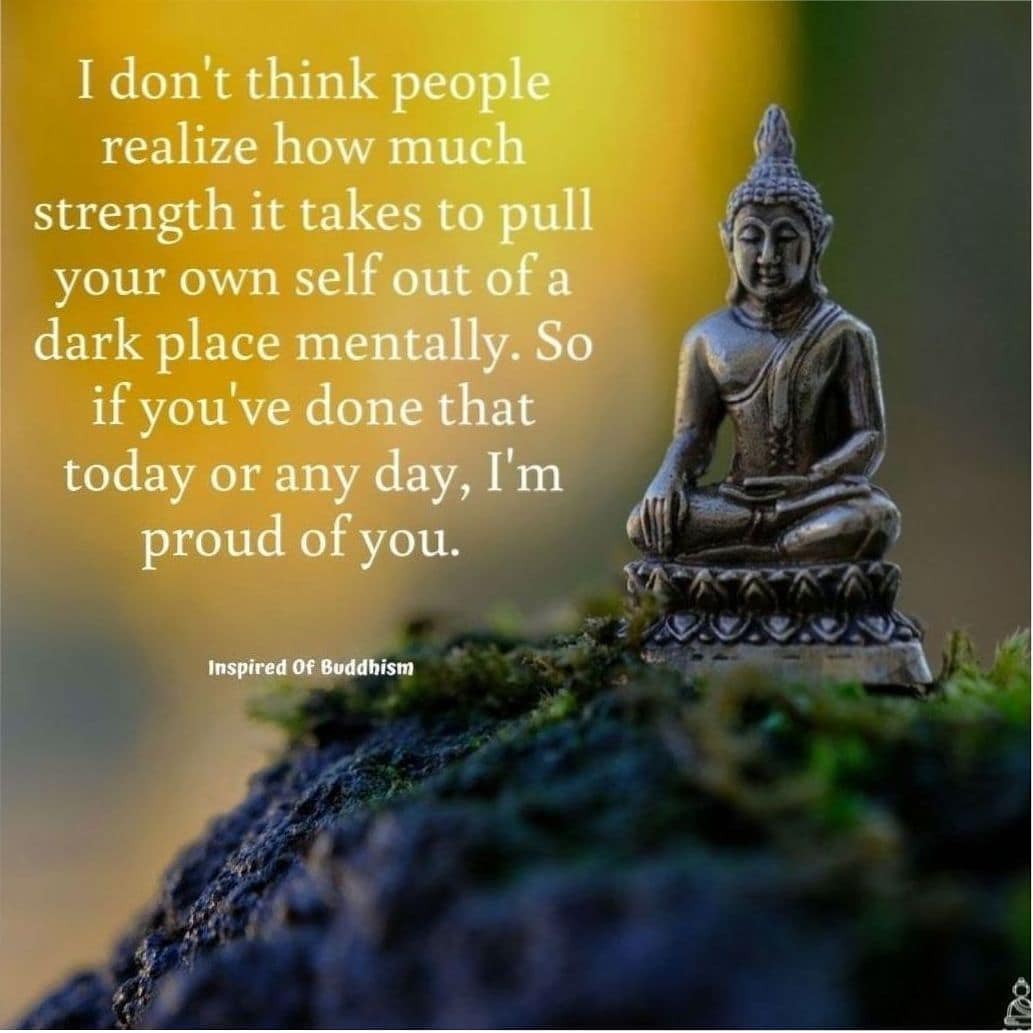 I don't think people
realize how much
strength it takes to pull
your own self out of a
dark place mentally. So
if you've done that
today or any day, I'm
proud of you.
Inspired Of Buddhism